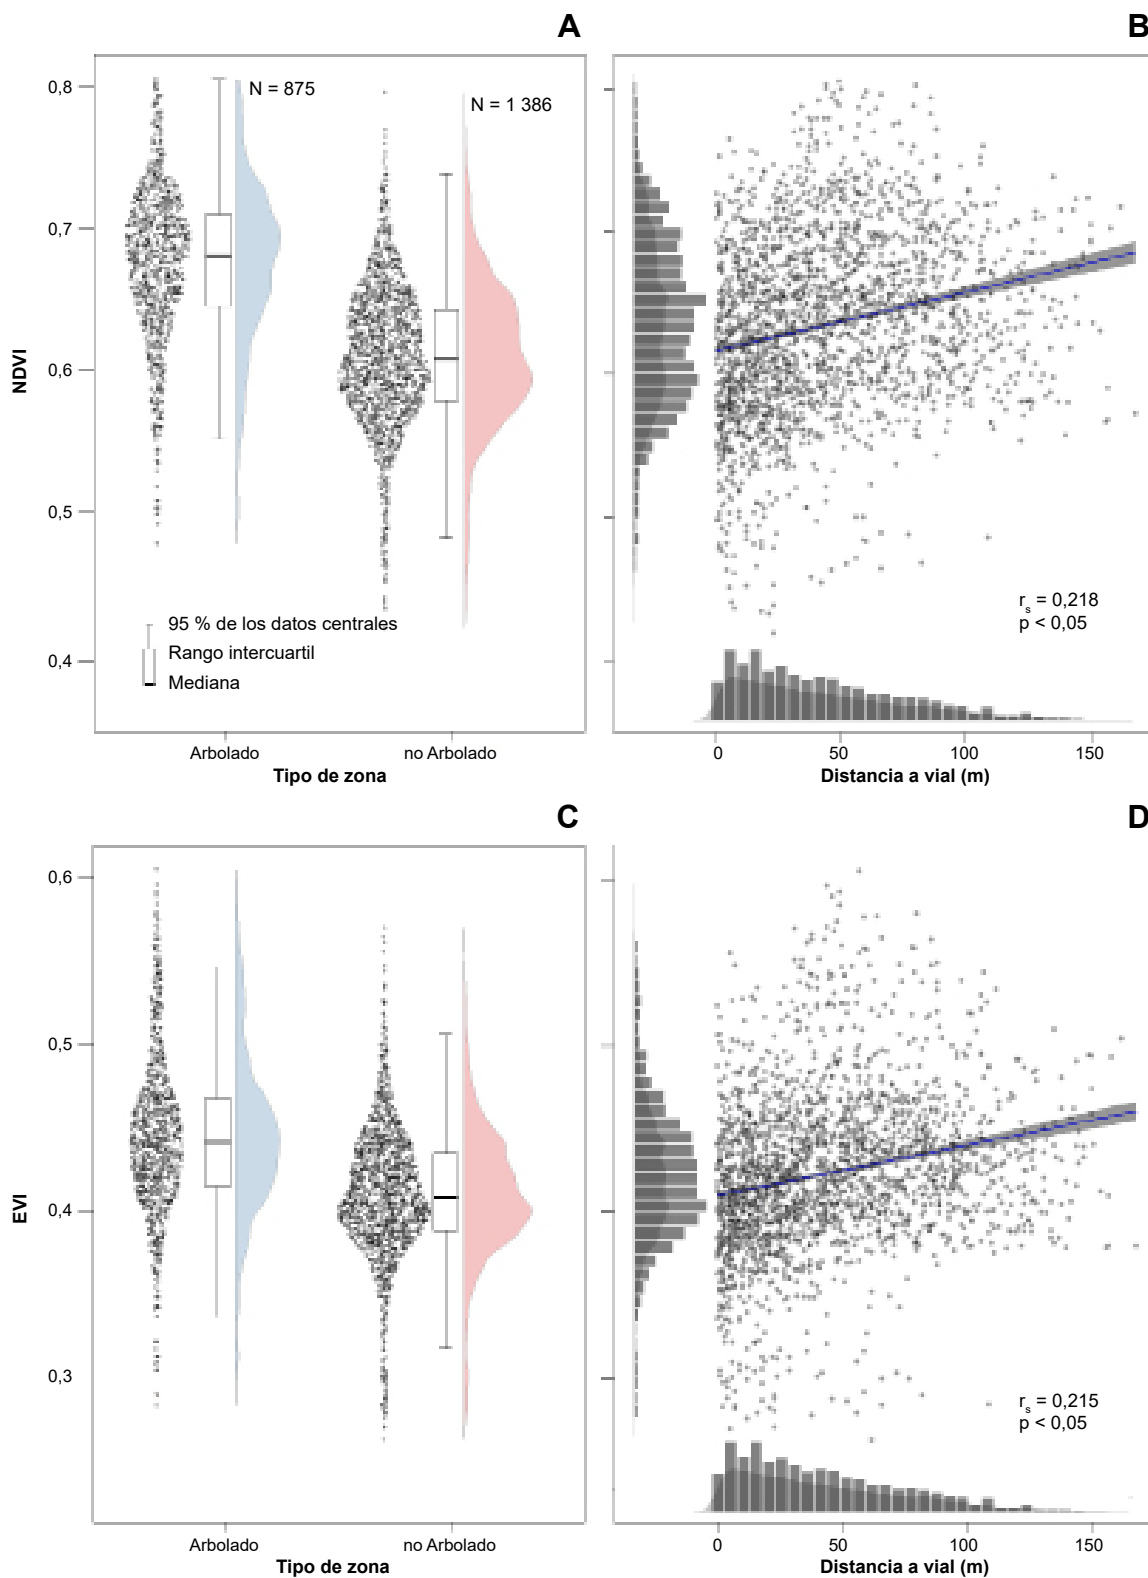 A
B
0,8
N = 875
N = 1 386
0,7
0,6
0,5
0,4
NDVI
95 % de los datos centrales
Rango intercuartil
Mediana
r_s = 0,218
p < 0,05
Arbolado
no Arbolado
Tipo de zona
0
50
100
150
Distancia a vial (m)
C
D
0,6
0,5
0,4
0,3
EVI
r_s = 0,215
p < 0,05
Arbolado
no Arbolado
Tipo de zona
0
50
100
150
Distancia a vial (m)